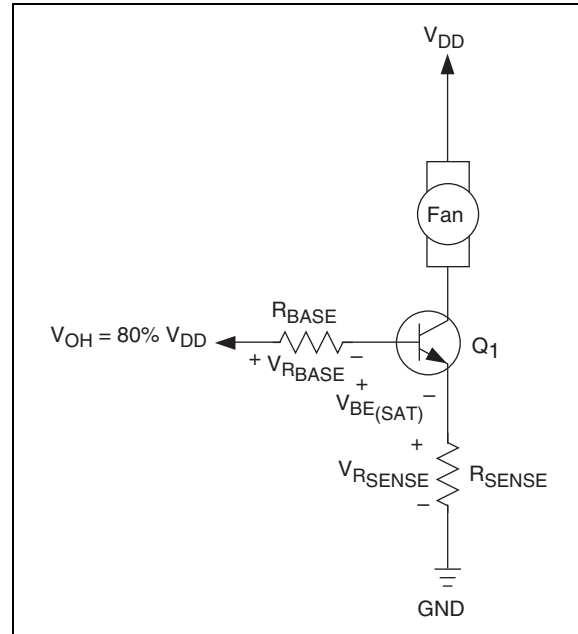 VDD
Fan
RBASE
VOH = 80% VDD
Q1
+ VRBASE –
+ VBE(SAT) –
+
VRSENSE RSENSE
–
GND